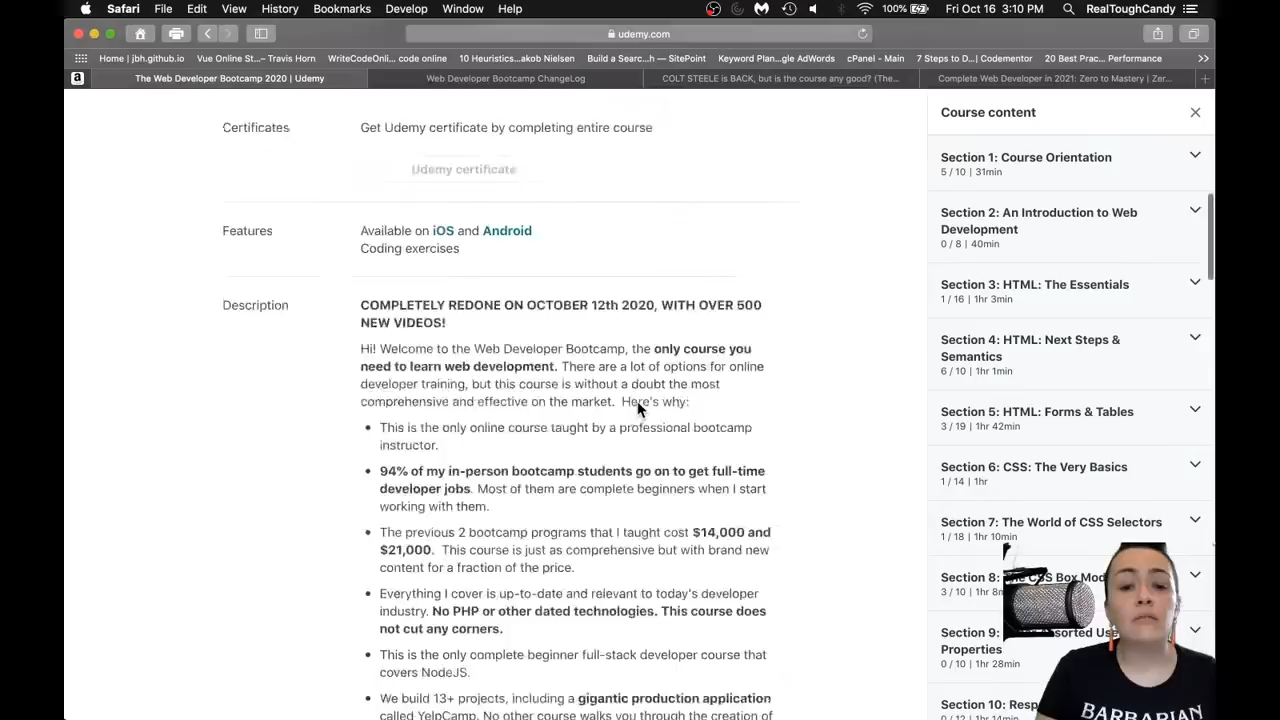 Safari File Edit View History Bookmarks Develop Window Help 100% Fri Oct 16 3:10 PM RealToughCandy
udemy.com
Home | jbh.github.io Vue Online St...– Travis Horn WriteCodeOnli... code online 10 Heuristics...akob Nielsen Build a Searc...h — SitePoint Keyword Plan...gle AdWords cPanel - Main 7 Steps to D...| Codementor 20 Best Prac... Performance
The Web Developer Bootcamp 2020 | Udemy Web Developer Bootcamp ChangeLog COLT STEELE is BACK, but is the course any good? (The... Complete Web Developer in 2021: Zero to Mastery | Zer...
Certificates Get Udemy certificate by completing entire course
Udemy certificate
Features Available on iOS and Android
Coding exercises
Description COMPLETELY REDONE ON OCTOBER 12th 2020, WITH OVER 500
NEW VIDEOS!
Hi! Welcome to the Web Developer Bootcamp, the only course you
need to learn web development. There are a lot of options for online
developer training, but this course is without a doubt the most
comprehensive and effective on the market. Here's why:
This is the only online course taught by a professional bootcamp
instructor.
94% of my in-person bootcamp students go on to get full-time
developer jobs. Most of them are complete beginners when I start
working with them.
The previous 2 bootcamp programs that I taught cost $14,000 and
$21,000. This course is just as comprehensive but with brand new
content for a fraction of the price.
Everything I cover is up-to-date and relevant to today's developer
industry. No PHP or other dated technologies. This course does
not cut any corners.
This is the only complete beginner full-stack developer course that
covers NodeJS.
We build 13+ projects, including a gigantic production application
called YelpCamp. No other course walks you through the creation of
Course content
Section 1: Course Orientation
5 / 10 | 31min
Section 2: An Introduction to Web
Development
0 / 8 | 40min
Section 3: HTML: The Essentials
1 / 16 | 1hr 3min
Section 4: HTML: Next Steps &
Semantics
6 / 10 | 1hr 1min
Section 5: HTML: Forms & Tables
3 / 19 | 1hr 42min
Section 6: CSS: The Very Basics
1 / 14 | 1hr
Section 7: The World of CSS Selectors
1 / 18 | 1hr 10min
Section 8: The CSS Box Mod
3 / 10 | 1hr 8m
Section 9: Assorted Use
Properties
0 / 10 | 1hr 28min
Section 10: Resp
0 / 12 | 1hr 14min
BARBARIAN